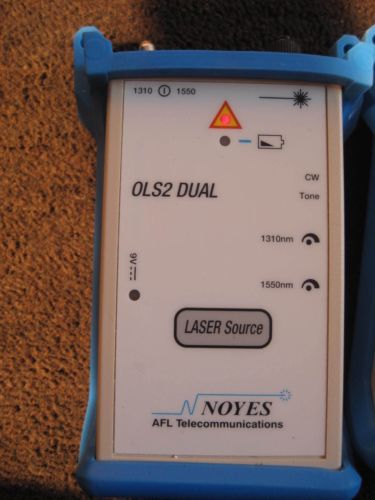 1310 1550
OLS2 DUAL
CW
Tone
1310nm
1550nm
9V
LASER Source
NOYES
AFL Telecommunications